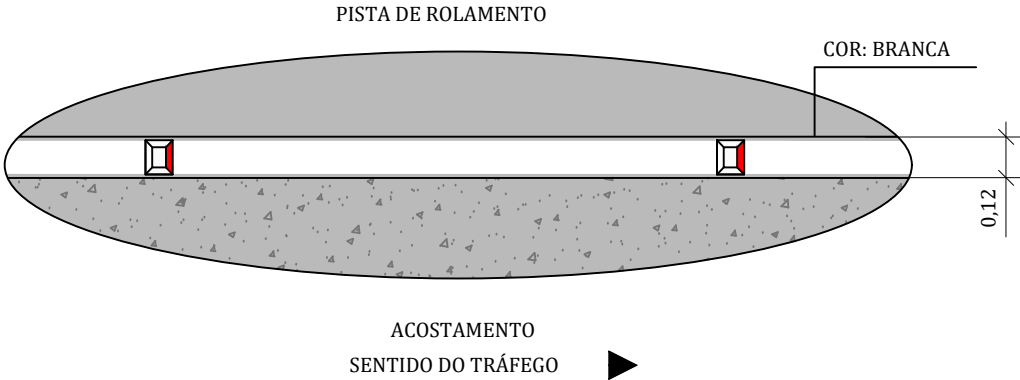 PISTA DE ROLAMENTO
COR: BRANCA
0,12
ACOSTAMENTO
SENTIDO DO TRÁFEGO